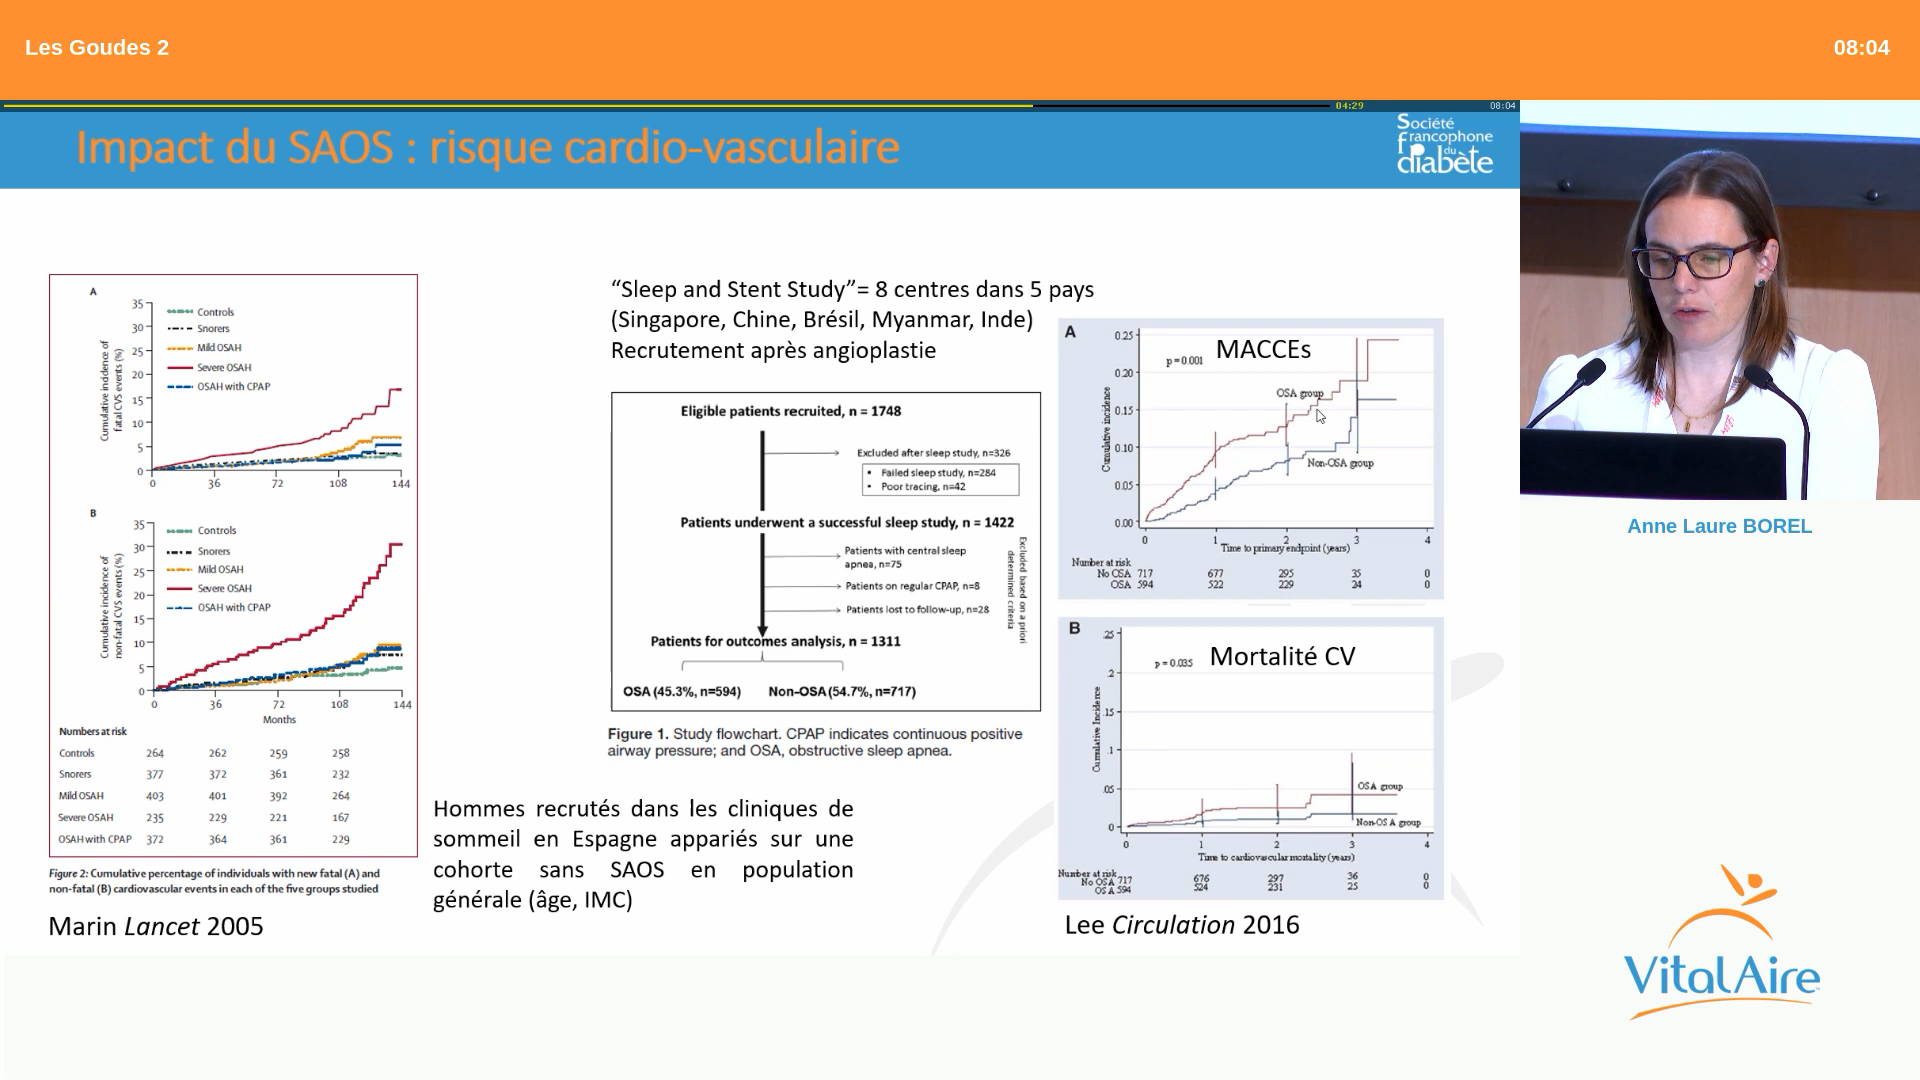 Les Goudes 2
08:04
04:29
08:04
Impact du SAOS : risque cardio-vasculaire
Société
francophone
du
diabète
A
35
30
25
20
15
10
5
0
Cumulative incidence of
fatal CVS events (%)
Controls
Snorers
Mild OSAH
Severe OSAH
OSAH with CPAP
0 36 72 108 144
B
35
30
25
20
15
10
5
0
Cumulative incidence of
non-fatal CVS events (%)
Controls
Snorers
Mild OSAH
Severe OSAH
OSAH with CPAP
0 36 72 108 144
Months
Numbers at risk
Controls 264 262 259 258
Snorers 377 372 361 232
Mild OSAH 403 401 392 264
Severe OSAH 235 229 221 167
OSAH with CPAP 372 364 361 229
Figure 2: Cumulative percentage of individuals with new fatal (A) and
non-fatal (B) cardiovascular events in each of the five groups studied
Marin Lancet 2005
Hommes recrutés dans les cliniques de
sommeil en Espagne appariés sur une
cohorte sans SAOS en population
générale (âge, IMC)
“Sleep and Stent Study”= 8 centres dans 5 pays
(Singapore, Chine, Brésil, Myanmar, Inde)
Recrutement après angioplastie
Eligible patients recruited, n = 1748
Excluded after sleep study, n=326
• Failed sleep study, n=284
• Poor tracing, n=42
Patients underwent a successful sleep study, n = 1422
Patients with central sleep
apnea, n=75
Patients on regular CPAP, n=8
Patients lost to follow-up, n=28
Excluded based on a priori
determined criteria
Patients for outcomes analysis, n = 1311
OSA (45.3%, n=594) Non-OSA (54.7%, n=717)
Figure 1. Study flowchart. CPAP indicates continuous positive
airway pressure; and OSA, obstructive sleep apnea.
A
MACCEs
p = 0.001
0.25
0.20
0.15
0.10
0.05
0.00
Cumulative incidence
OSA group
Non-OSA group
0 1 2 3 4
Time to primary endpoint (years)
Number at risk
No OSA 717 677 295 35 0
OSA 594 522 229 24 0
B
Mortalité CV
p = 0.035
.25
.2
.15
.1
.05
0
Cumulative Incidence
OSA group
Non-OSA group
0 1 2 3 4
Time to cardiovascular mortality (years)
Number at risk
No OSA 717 676 297 36 0
OSA 594 524 231 25 0
Lee Circulation 2016
Anne Laure BOREL
VitalAire